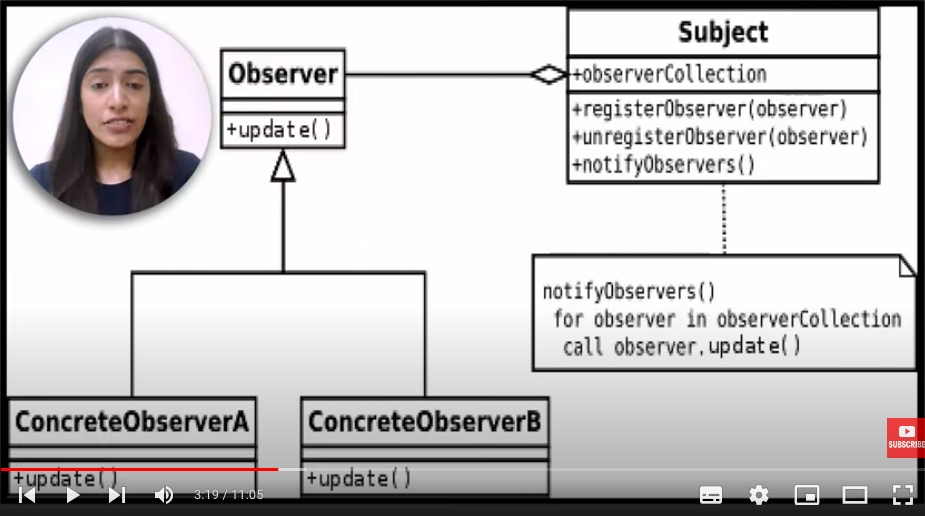 Observer
+update()
Subject
+observerCollection
+registerObserver(observer)
+unregisterObserver(observer)
+notifyObservers()
notifyObservers()
for observer in observerCollection
call observer.update()
ConcreteObserverA
+update()
ConcreteObserverB
+update()
SUBSCRIBE
3:19 / 11:05